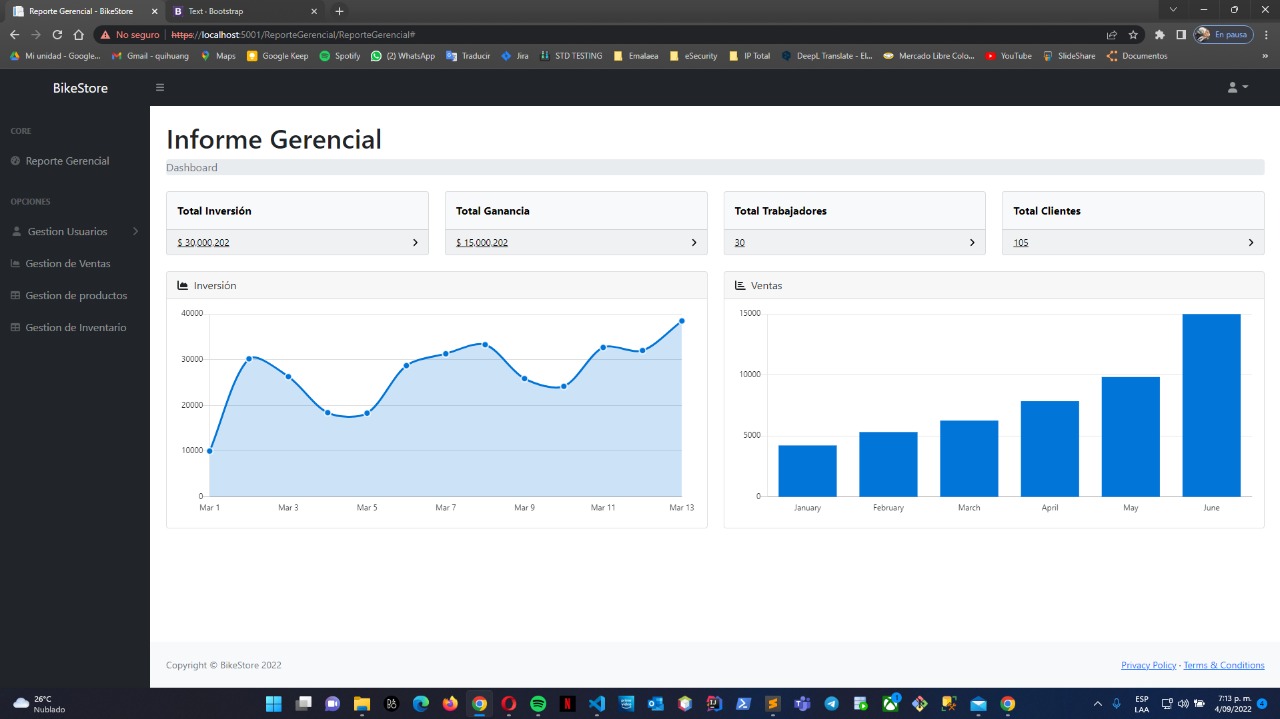 Reporte Gerencial - BikeStore
Text · Bootstrap
No seguro
https://localhost:5001/ReporteGerencial/ReporteGerencial#
En pausa
Mi unidad - Google...
Gmail - quihuang
Maps
Google Keep
Spotify
(2) WhatsApp
Traducir
Jira
STD TESTING
Emalaea
eSecurity
IP Total
DeepL Translate - El...
Mercado Libre Colo...
YouTube
SlideShare
Documentos
BikeStore
CORE
Reporte Gerencial
OPCIONES
Gestion Usuarios
Gestion de Ventas
Gestion de productos
Gestion de Inventario
Informe Gerencial
Dashboard
Total Inversión
$ 30,000,202
Total Ganancia
$ 15,000,202
Total Trabajadores
30
Total Clientes
105
Inversión
40000
30000
20000
10000
0
Mar 1
Mar 3
Mar 5
Mar 7
Mar 9
Mar 11
Mar 13
Ventas
15000
10000
5000
0
January
February
March
April
May
June
Copyright © BikeStore 2022
Privacy Policy · Terms & Conditions
26°C
Nublado
ESP
LAA
7:13 p. m.
4/09/2022